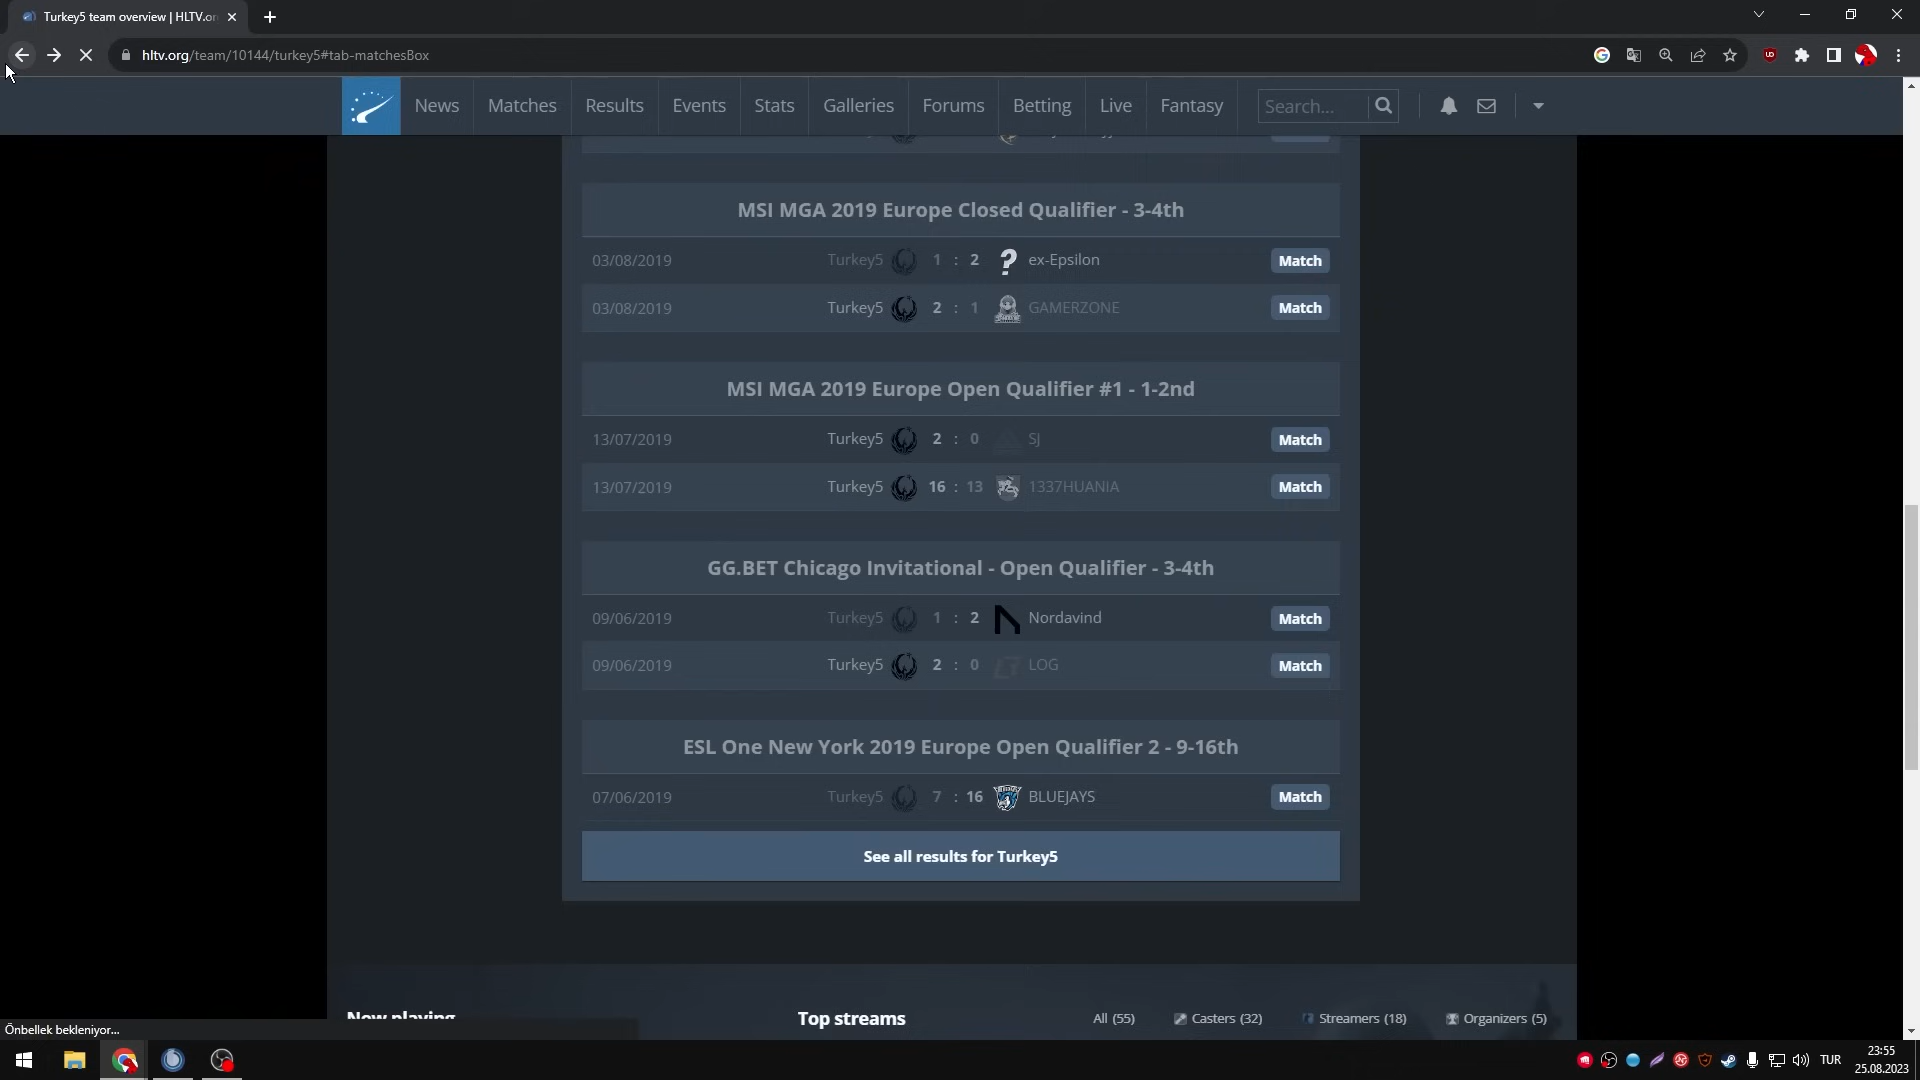 Turkey5 team overview | HLTV.or
hltv.org/team/10144/turkey5#tab-matchesBox
News Matches Results Events Stats Galleries Forums Betting Live Fantasy Search...
MSI MGA 2019 Europe Closed Qualifier - 3-4th
03/08/2019 Turkey5 1 : 2 ex-Epsilon Match
03/08/2019 Turkey5 2 : 1 GAMERZONE Match
MSI MGA 2019 Europe Open Qualifier #1 - 1-2nd
13/07/2019 Turkey5 2 : 0 SJ Match
13/07/2019 Turkey5 16 : 13 1337HUANIA Match
GG.BET Chicago Invitational - Open Qualifier - 3-4th
09/06/2019 Turkey5 1 : 2 Nordavind Match
09/06/2019 Turkey5 2 : 0 LOG Match
ESL One New York 2019 Europe Open Qualifier 2 - 9-16th
07/06/2019 Turkey5 7 : 16 BLUEJAYS Match
See all results for Turkey5
Now playing Top streams All (55) Casters (32) Streamers (18) Organizers (5)
Önbellek bekleniyor...
TUR 23:55
25.08.2023